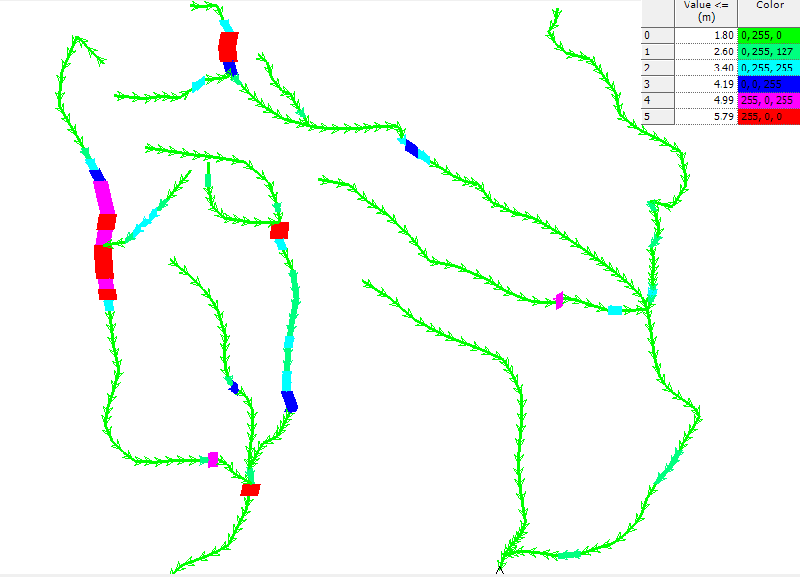 Value <= Color
(m)
0 1.80 0, 255, 0
1 2.60 0, 255, 127
2 3.40 0, 255, 255
3 4.19 0, 0, 255
4 4.99 255, 0, 255
5 5.79 255, 0, 0